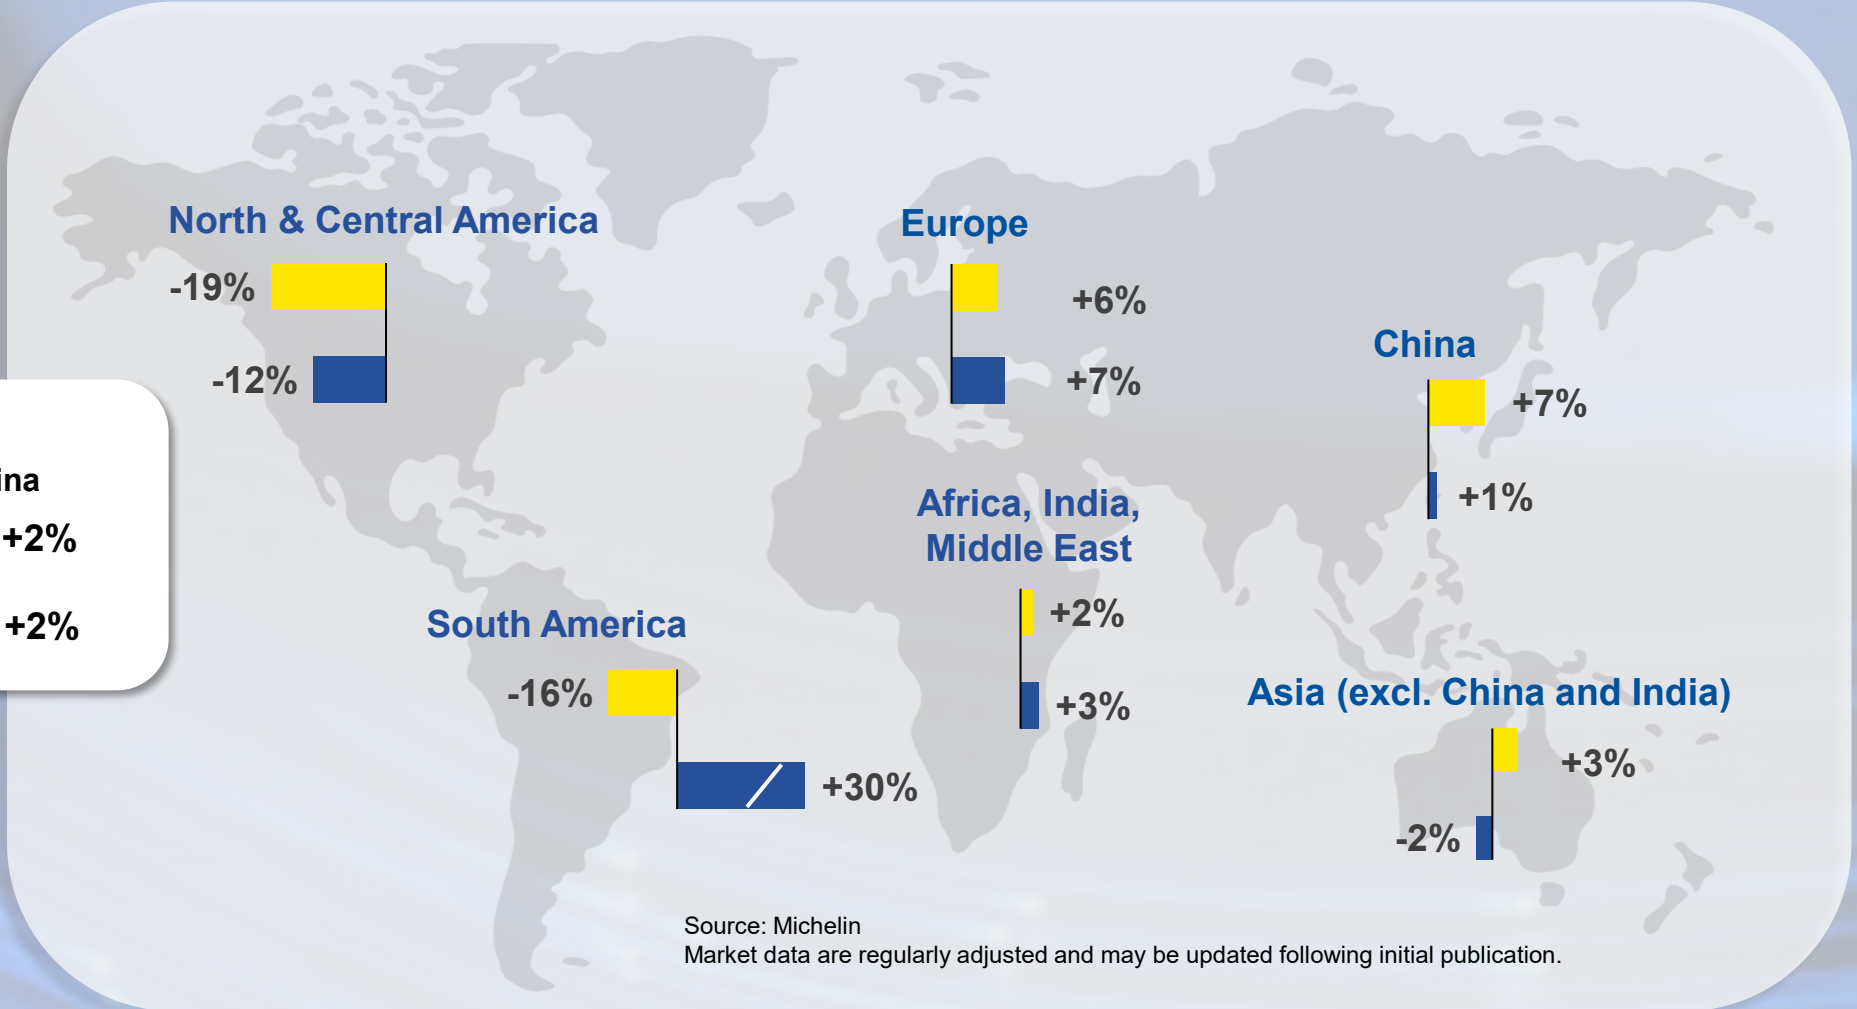 North & Central America
-19%
-12%
Europe
+6%
+7%
China
+7%
+1%
+2%
+2%
Africa, India,
Middle East
+2%
+3%
South America
-16%
+30%
Asia (excl. China and India)
+3%
-2%
Source: Michelin
Market data are regularly adjusted and may be updated following initial publication.